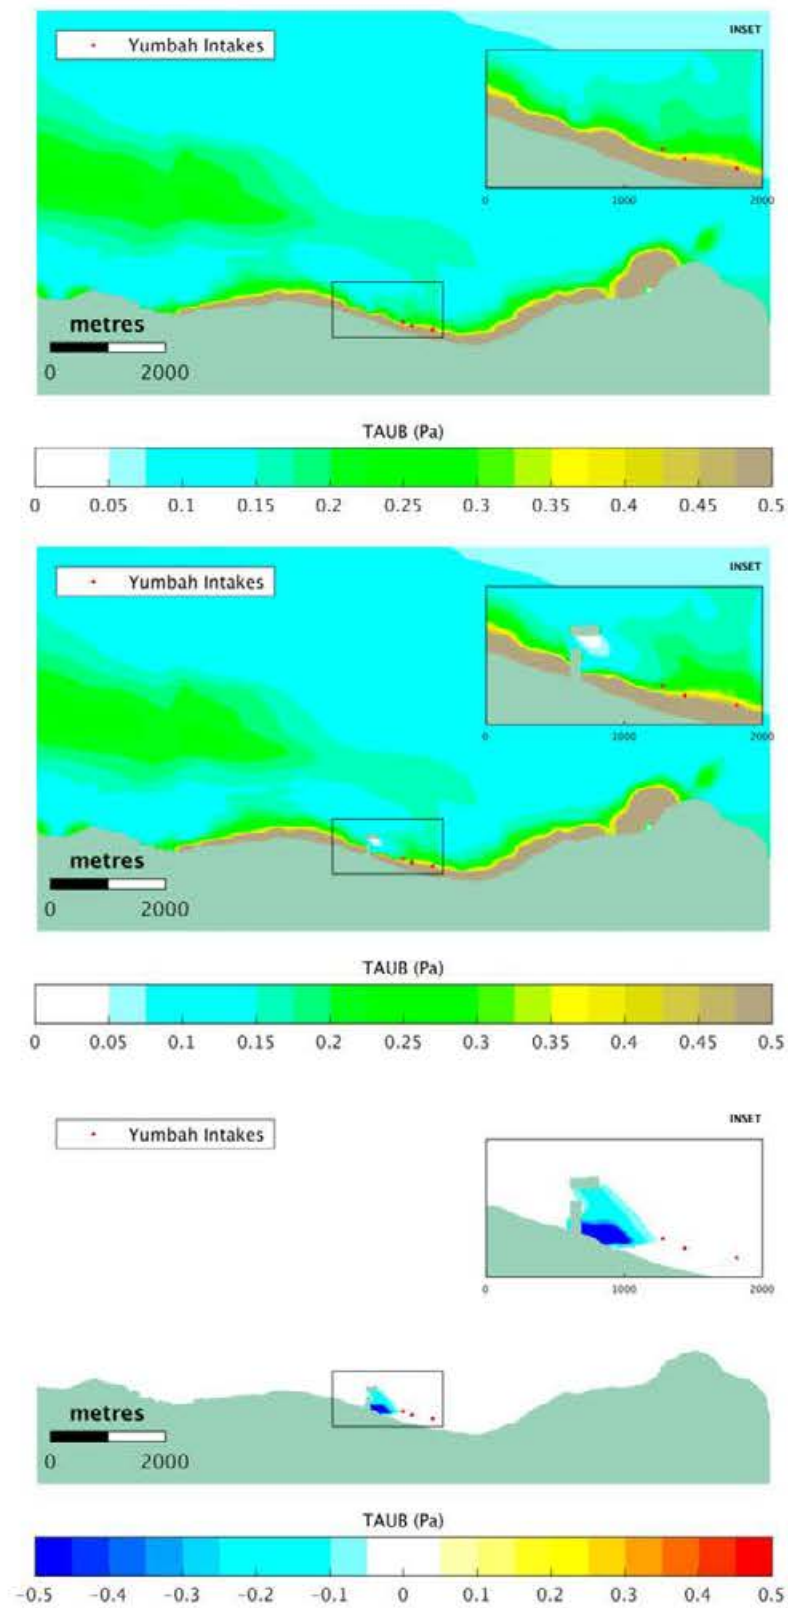 INSET
Yumbah Intakes
0 1000 2000
metres
0 2000
TAUB (Pa)
0 0.05 0.1 0.15 0.2 0.25 0.3 0.35 0.4 0.45 0.5
INSET
Yumbah Intakes
0 1000 2000
metres
0 2000
TAUB (Pa)
0 0.05 0.1 0.15 0.2 0.25 0.3 0.35 0.4 0.45 0.5
INSET
Yumbah Intakes
0 1000 2000
metres
0 2000
TAUB (Pa)
-0.5 -0.4 -0.3 -0.2 -0.1 0 0.1 0.2 0.3 0.4 0.5